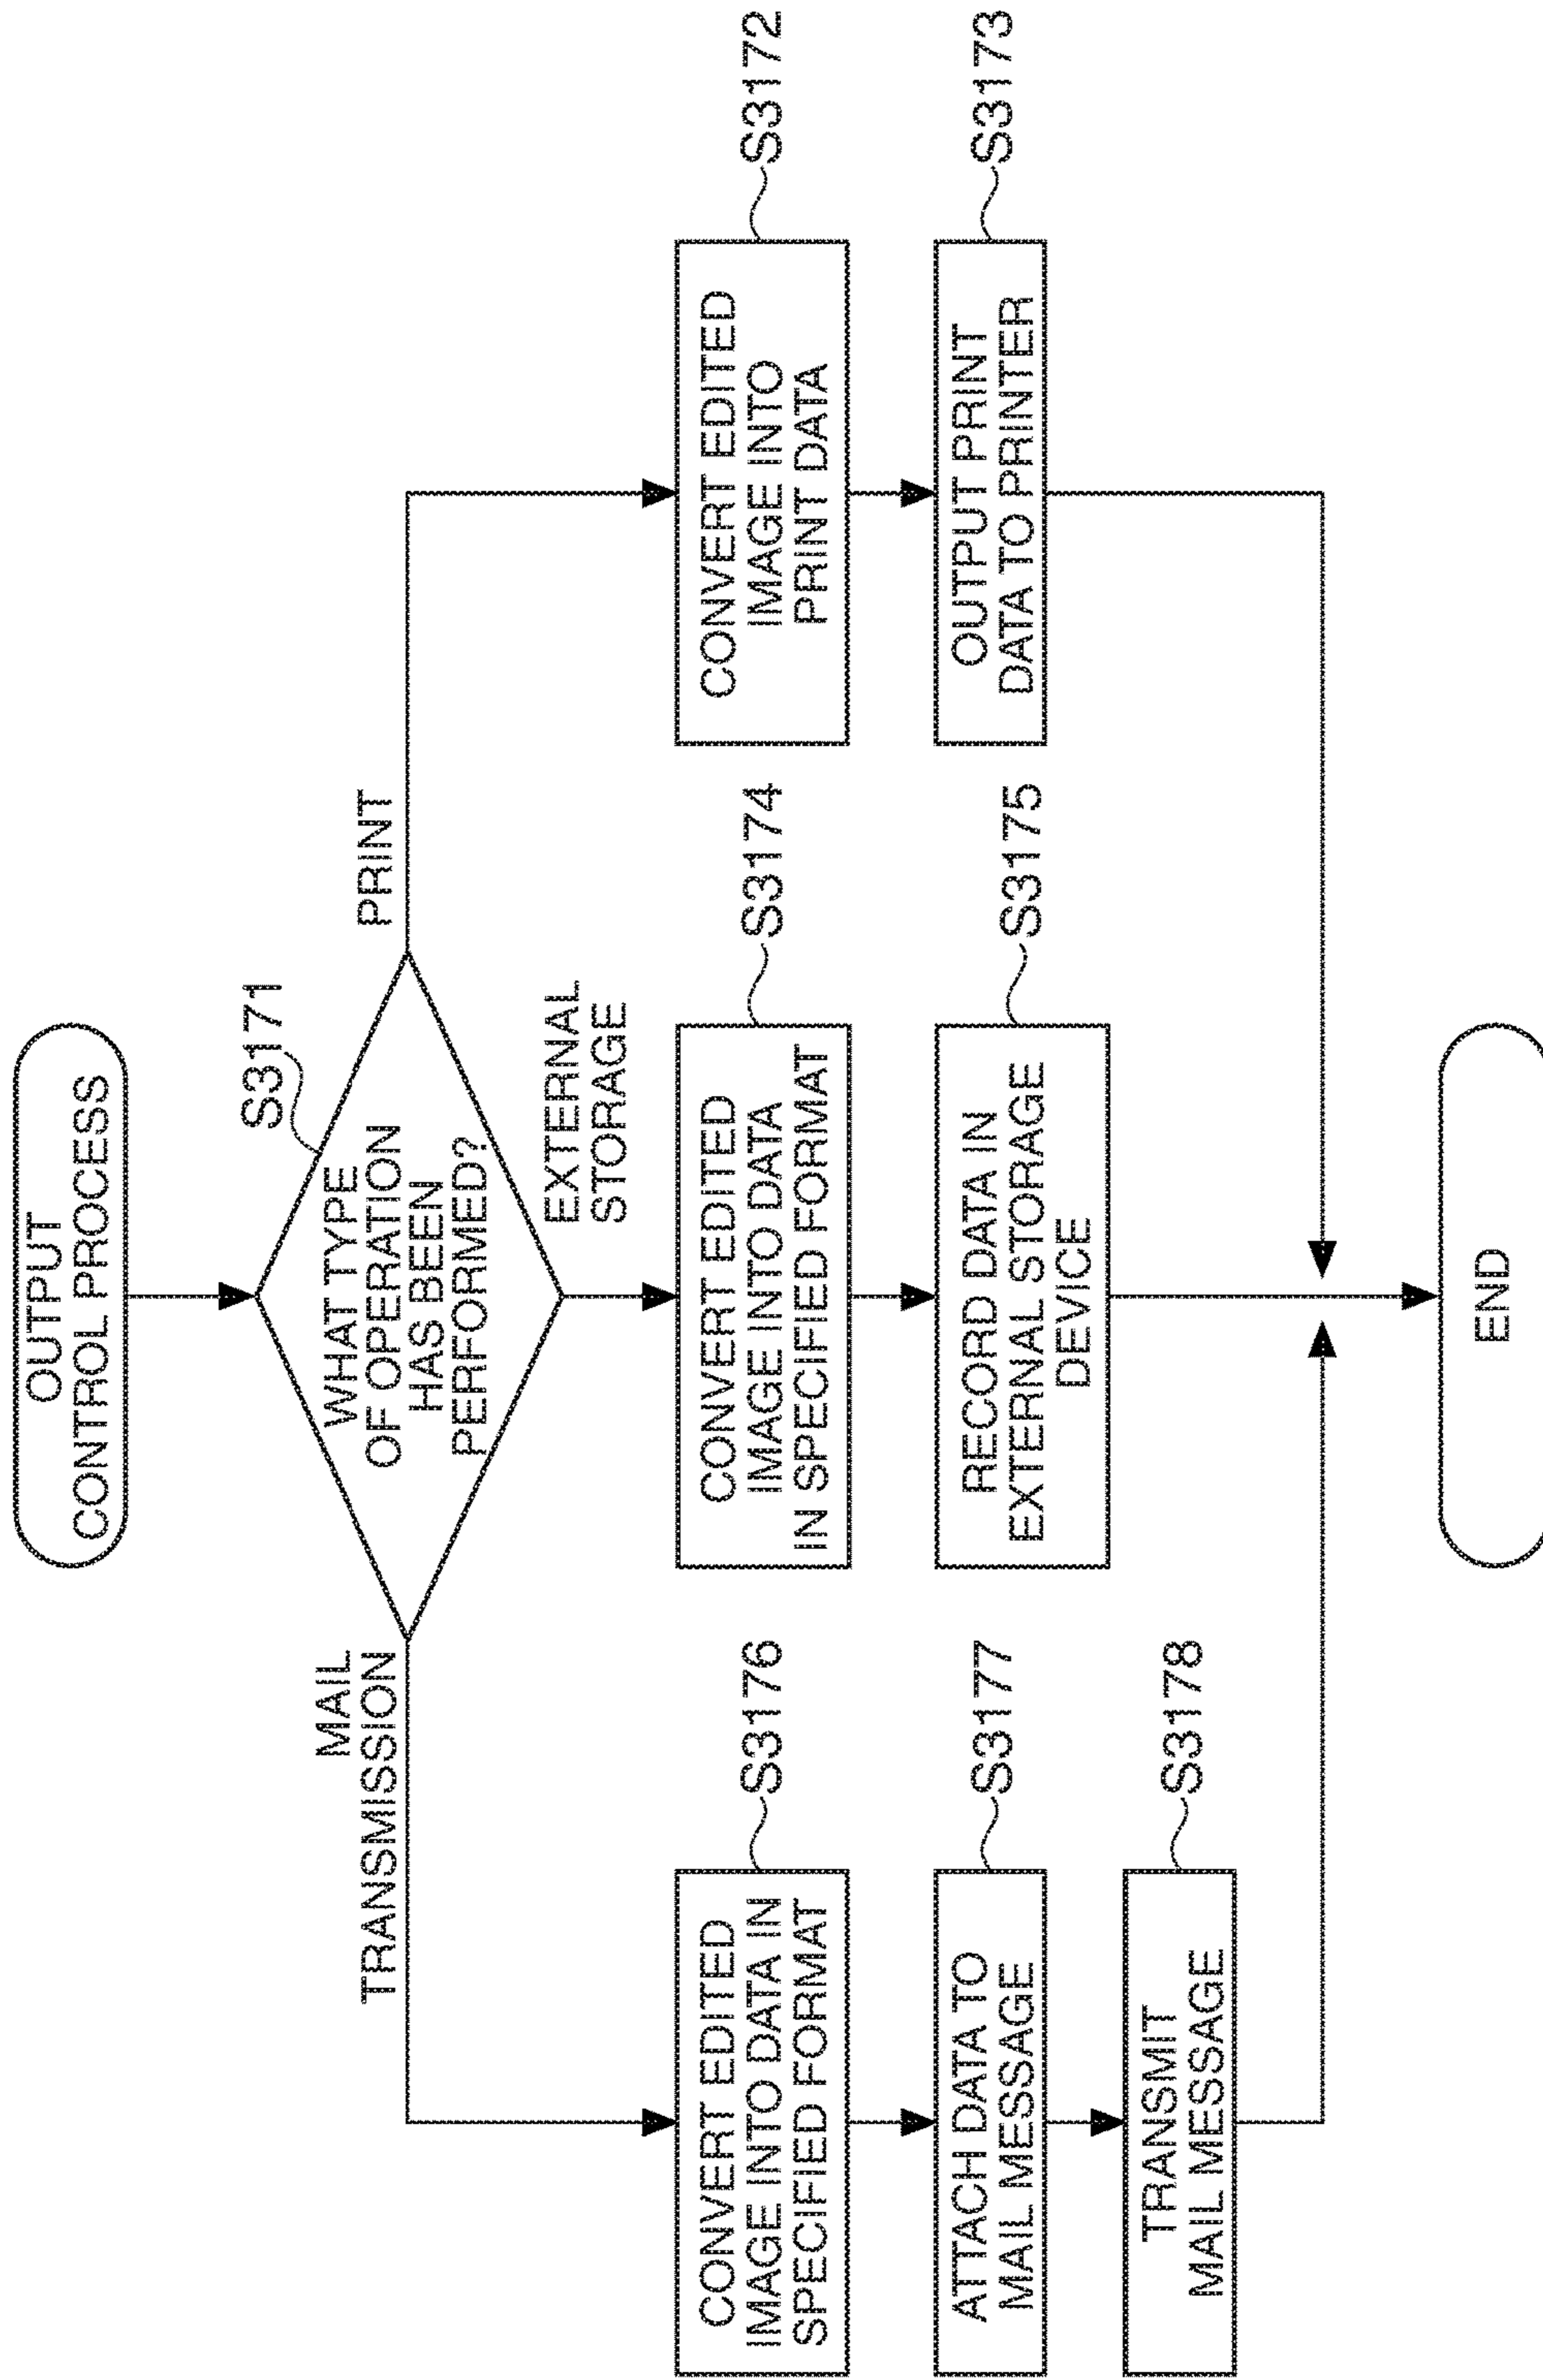 OUTPUT
CONTROL PROCESS
S3171
WHAT TYPE
OF OPERATION
HAS BEEN
PERFORMED?
MAIL
TRANSMISSION
PRINT
EXTERNAL
STORAGE
S3176
CONVERT EDITED
IMAGE INTO DATA IN
SPECIFIED FORMAT
S3177
ATTACH DATA TO
MAIL MESSAGE
S3178
TRANSMIT
MAIL MESSAGE
S3174
CONVERT EDITED
IMAGE INTO DATA
IN SPECIFIED FORMAT
S3175
RECORD DATA IN
EXTERNAL STORAGE
DEVICE
S3172
CONVERT EDITED
IMAGE INTO
PRINT DATA
S3173
OUTPUT PRINT
DATA TO PRINTER
END